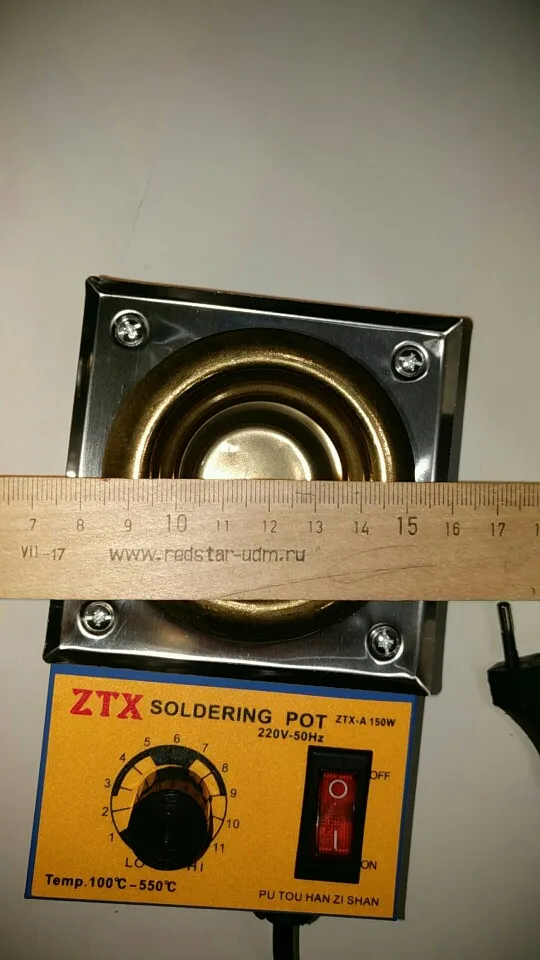 7 8 9 10 11 12 13 14 15 16 17
VII-17 www.redstar-udm.ru
ZTX SOLDERING POT ZTX-A 150W
220V-50Hz
1 2 3 4 5 6 7 8 9 10 11
OFF
LO HI
ON
Temp.100℃-550℃
PU TOU HAN ZI SHAN